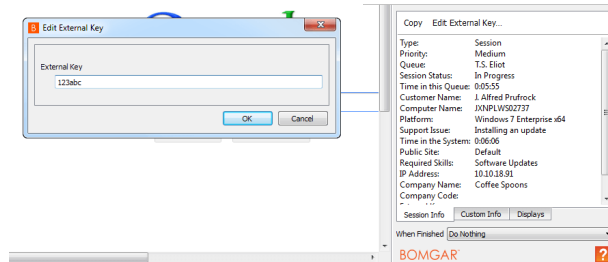 Edit External Key
External Key
123abc
OK Cancel
Copy Edit External Key...
Type: Session
Priority: Medium
Queue: T.S. Eliot
Session Status: In Progress
Time in this Queue: 0:05:55
Customer Name: J. Alfred Prufrock
Computer Name: JXNPLWS02737
Platform: Windows 7 Enterprise x64
Support Issue: Installing an update
Time in the System: 0:06:06
Public Site: Default
Required Skills: Software Updates
IP Address: 10.10.18.91
Company Name: Coffee Spoons
Company Code:
Session Info Custom Info Displays
When Finished Do Nothing
BOMGAR ?